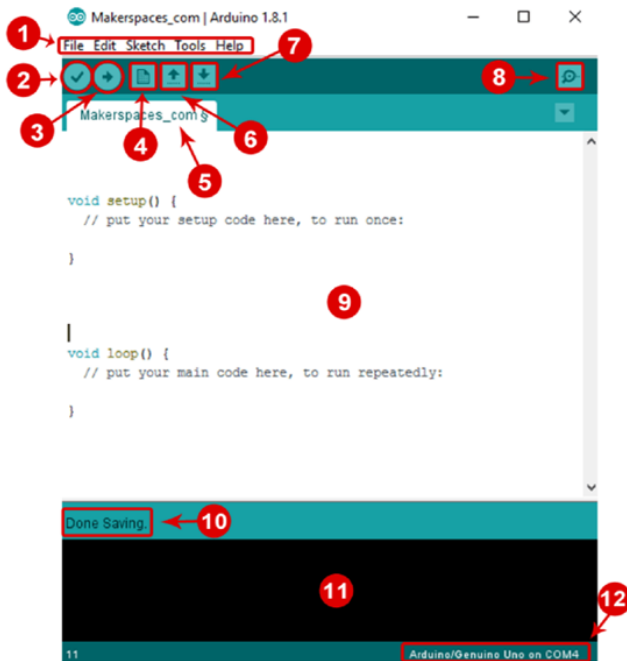 Makerspaces_com | Arduino 1.8.1
1
File Edit Sketch Tools Help
7
2
8
3
4
6
Makerspaces_com §
5
void setup() {
// put your setup code here, to run once:
}
9
void loop() {
// put your main code here, to run repeatedly:
}
Done Saving.
10
11
12
11
Arduino/Genuino Uno on COM4